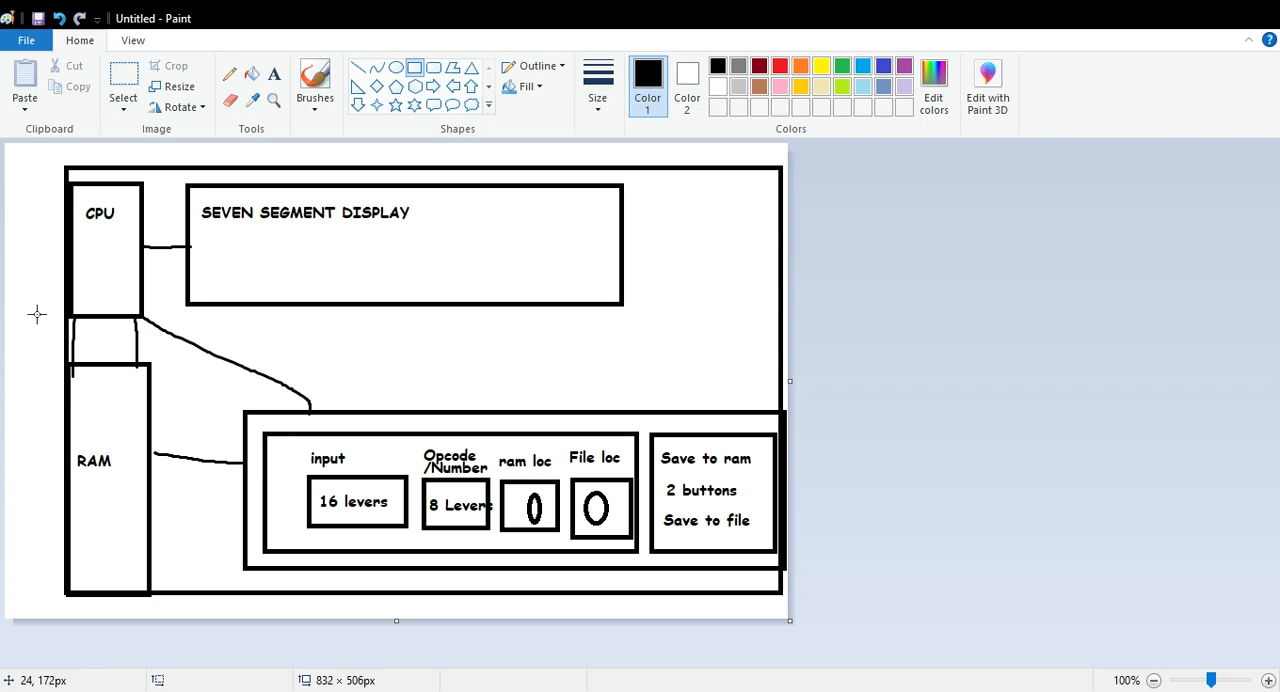 Untitled - Paint
File Home View
Paste
Cut
Copy
Clipboard
Select
Crop
Resize
Rotate
Image
A
Tools
Brushes
Outline
Fill
Shapes
Size
Color 1
Color 2
Edit colors
Colors
Edit with Paint 3D
CPU
SEVEN SEGMENT DISPLAY
RAM
input
16 levers
Opcode
/Number
8 Levers
ram loc
0
File loc
0
Save to ram
2 buttons
Save to file
24, 172px
832 × 506px
100%